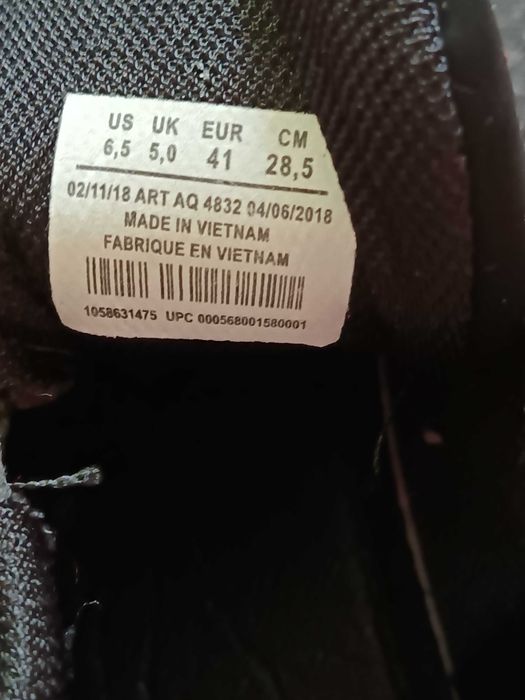 US UK EUR CM
6,5 5,0 41 28,5
02/11/18 ART AQ 4832 04/06/2018
MADE IN VIETNAM
FABRIQUE EN VIETNAM
1058631475 UPC 000568001580001